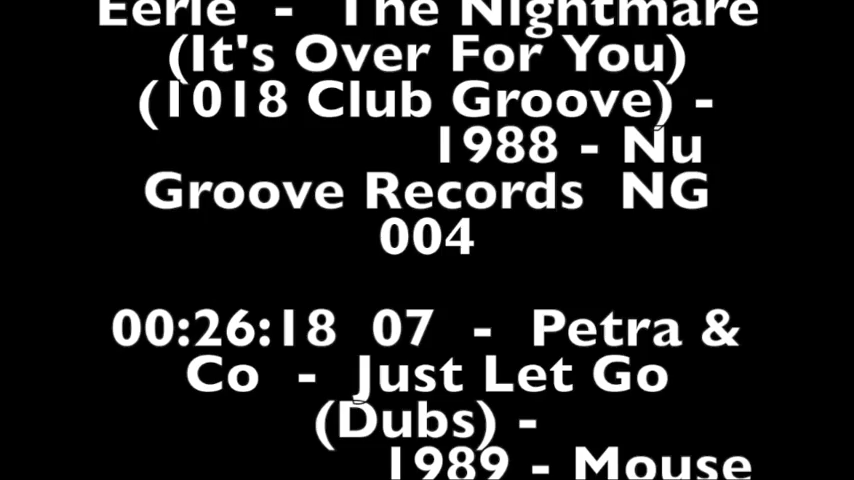 Eerie - The Nightmare
(It's Over For You)
(1018 Club Groove) -
1988 - Nu
Groove Records NG
004
00:26:18 07 - Petra &
Co - Just Let Go
(Dubs) -
1989 - Mouse